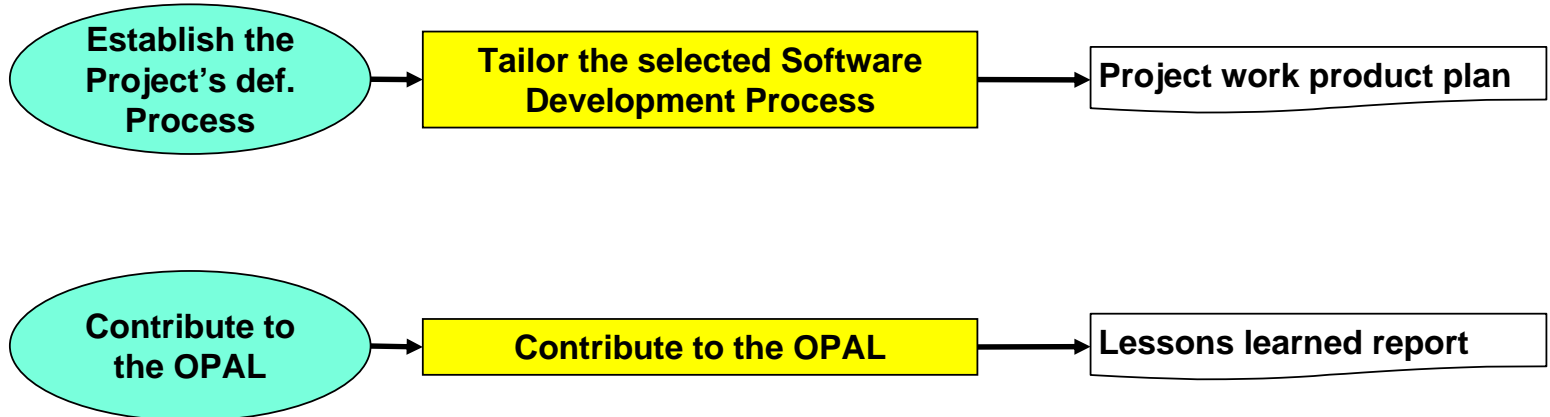 Establish the
Project’s def.
Process
Tailor the selected Software
Development Process
Project work product plan
Contribute to
the OPAL
Contribute to the OPAL
Lessons learned report